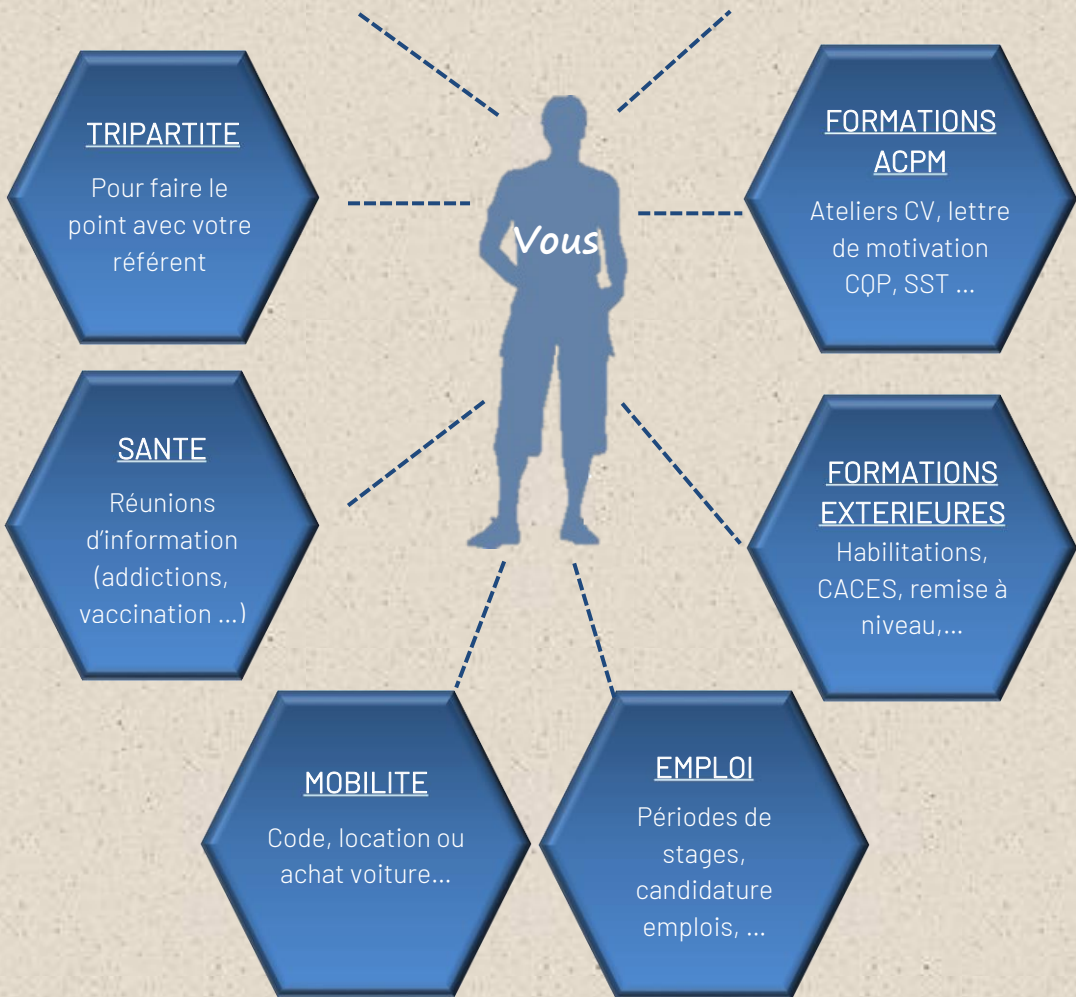 TRIPARTITE
Pour faire le
point avec votre
référent
Vous
FORMATIONS
ACPM
Ateliers CV, lettre
de motivation
CQP, SST ...
SANTE
Réunions
d'information
(addictions,
vaccination ...)
FORMATIONS
EXTERIEURES
Habilitations,
CACES, remise à
niveau,...
MOBILITE
Code, location ou
achat voiture...
EMPLOI
Périodes de
stages,
candidature
emplois, ...